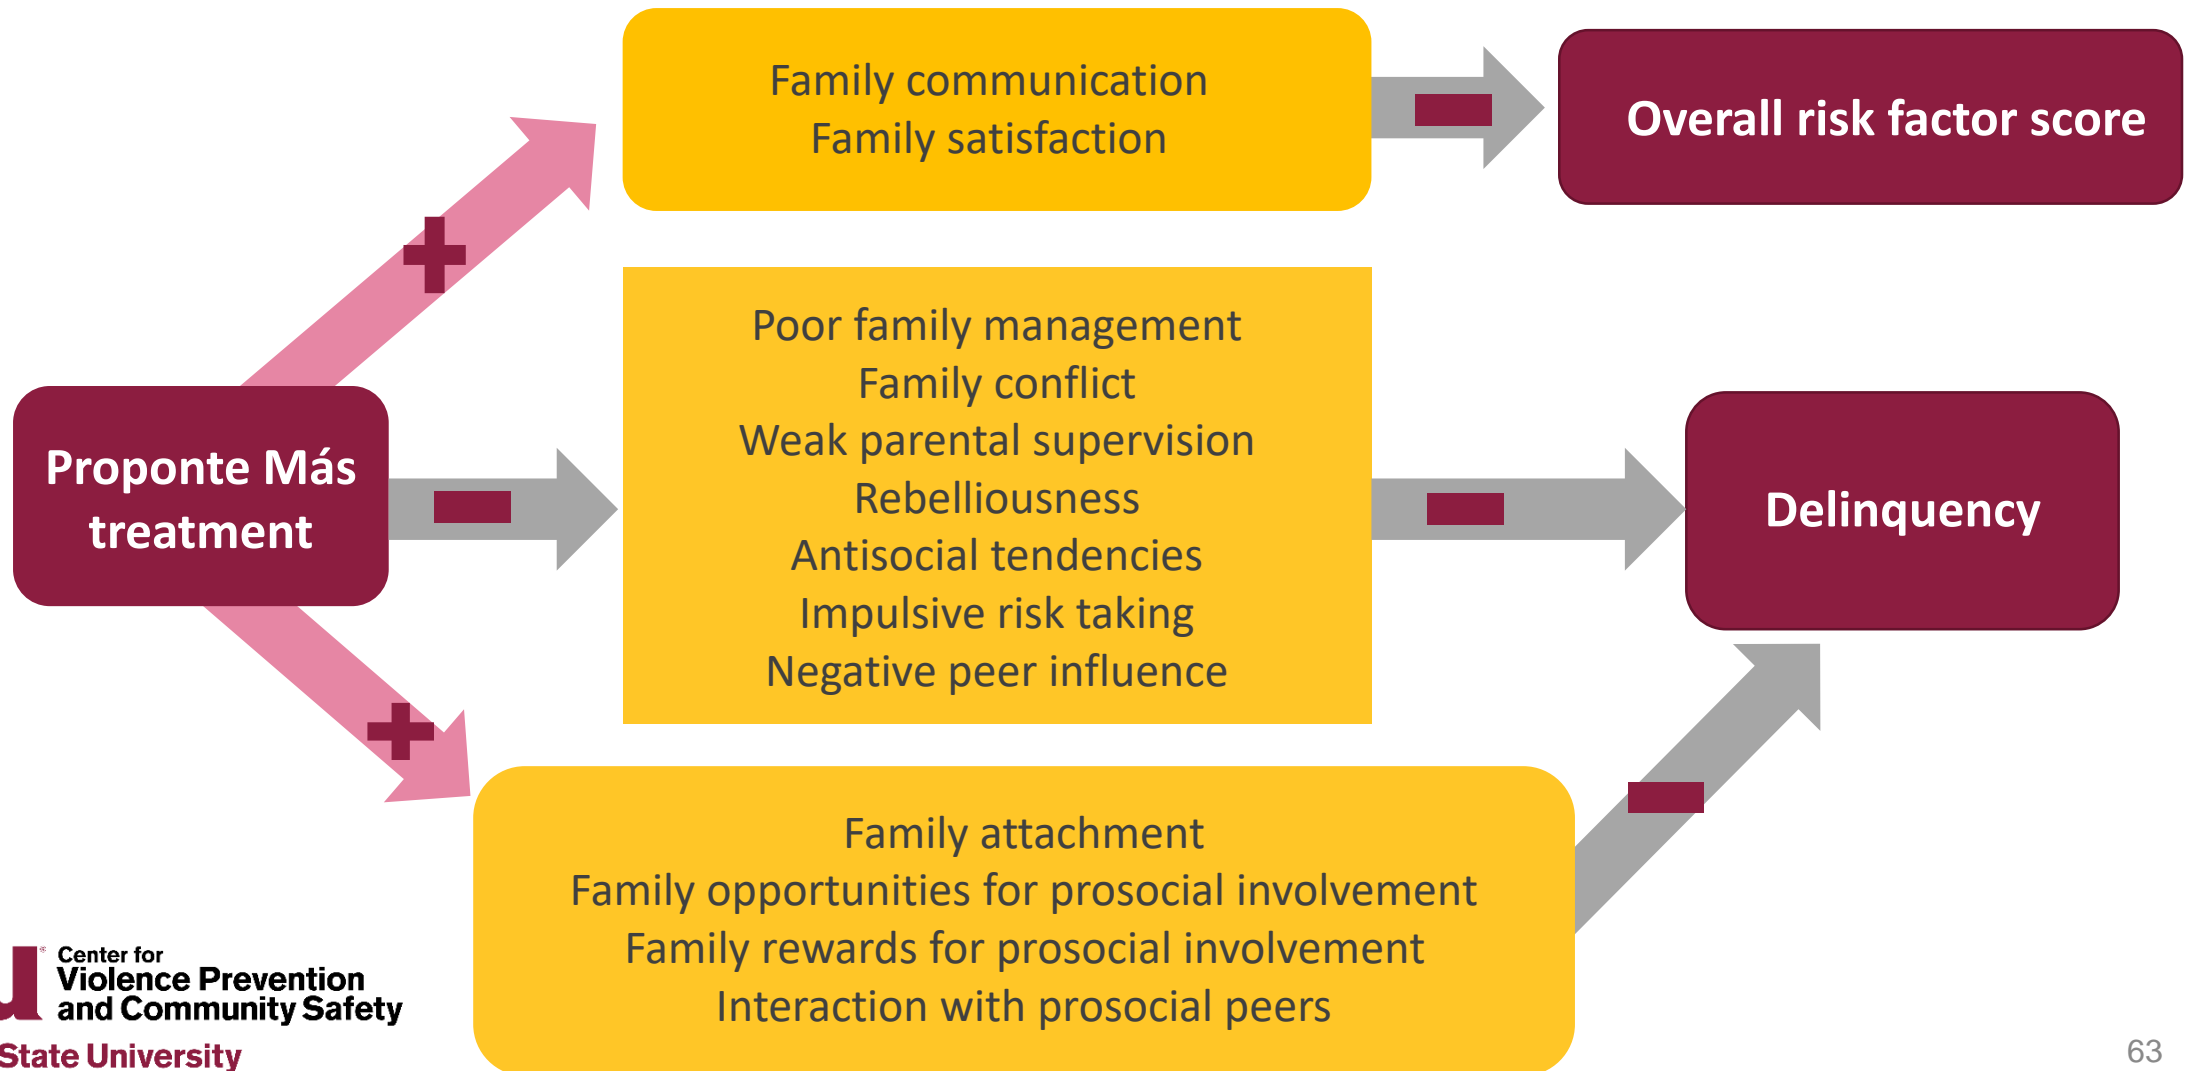 Family communication
Family satisfaction
Overall risk factor score
Poor family management
Family conflict
Weak parental supervision
Rebelliousness
Antisocial tendencies
Impulsive risk taking
Negative peer influence
Proponte Más
treatment
Delinquency
Family attachment
Family opportunities for prosocial involvement
Family rewards for prosocial involvement
Interaction with prosocial peers
Center for
Violence Prevention
and Community Safety
State University
63